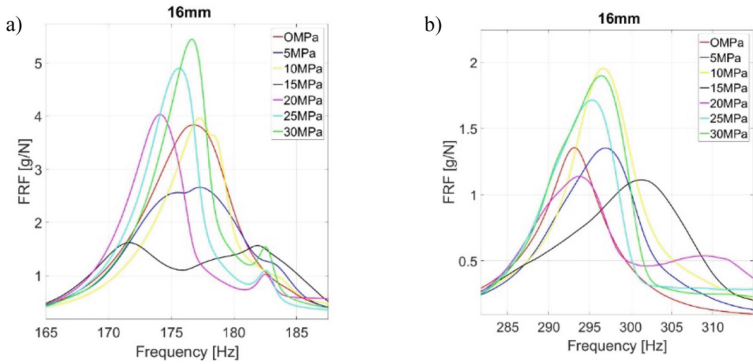 a)
16mm
FRF [g/N]
5
4
3
2
1
OMPa
5MPa
10MPa
15MPa
20MPa
25MPa
30MPa
165 170 175 180 185
Frequency [Hz]
b)
16mm
FRF [g/N]
2
1.5
1
0.5
OMPa
5MPa
10MPa
15MPa
20MPa
25MPa
30MPa
285 290 295 300 305 310
Frequency [Hz]